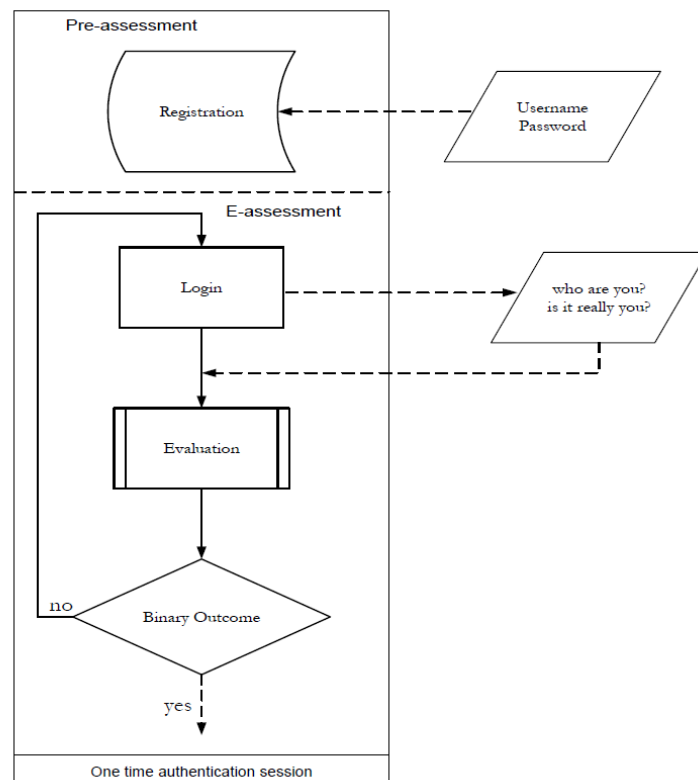 Pre-assessment
Registration
Username
Password
E-assessment
Login
who are you?
is it really you?
Evaluation
no
Binary Outcome
yes
One time authentication session